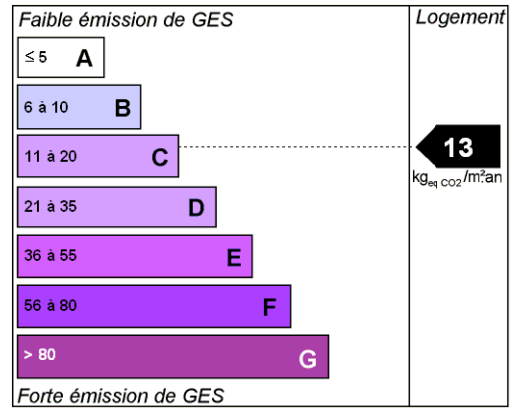 Faible émission de GES
Logement
≤ 5 A
6 à 10 B
11 à 20 C
13
kgeq CO2/m².an
21 à 35 D
36 à 55 E
56 à 80 F
> 80 G
Forte émission de GES